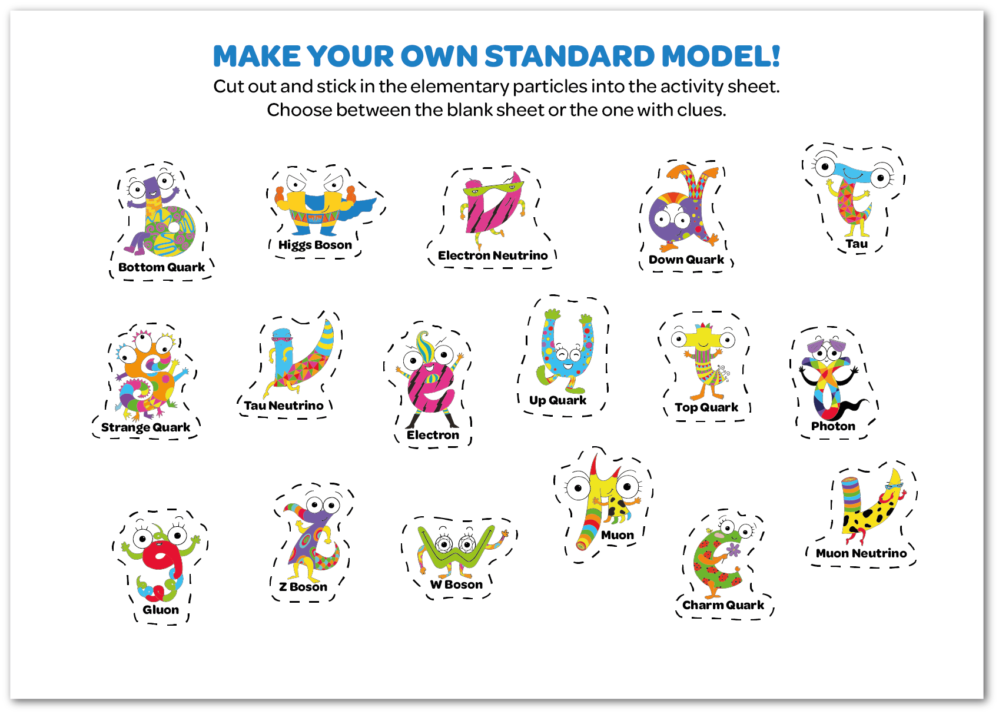 MAKE YOUR OWN STANDARD MODEL!
Cut out and stick in the elementary particles into the activity sheet.
Choose between the blank sheet or the one with clues.
Bottom Quark
Higgs Boson
Electron Neutrino
Down Quark
Tau
Strange Quark
Tau Neutrino
Electron
Up Quark
Top Quark
Photon
Gluon
Z Boson
W Boson
Muon
Charm Quark
Muon Neutrino